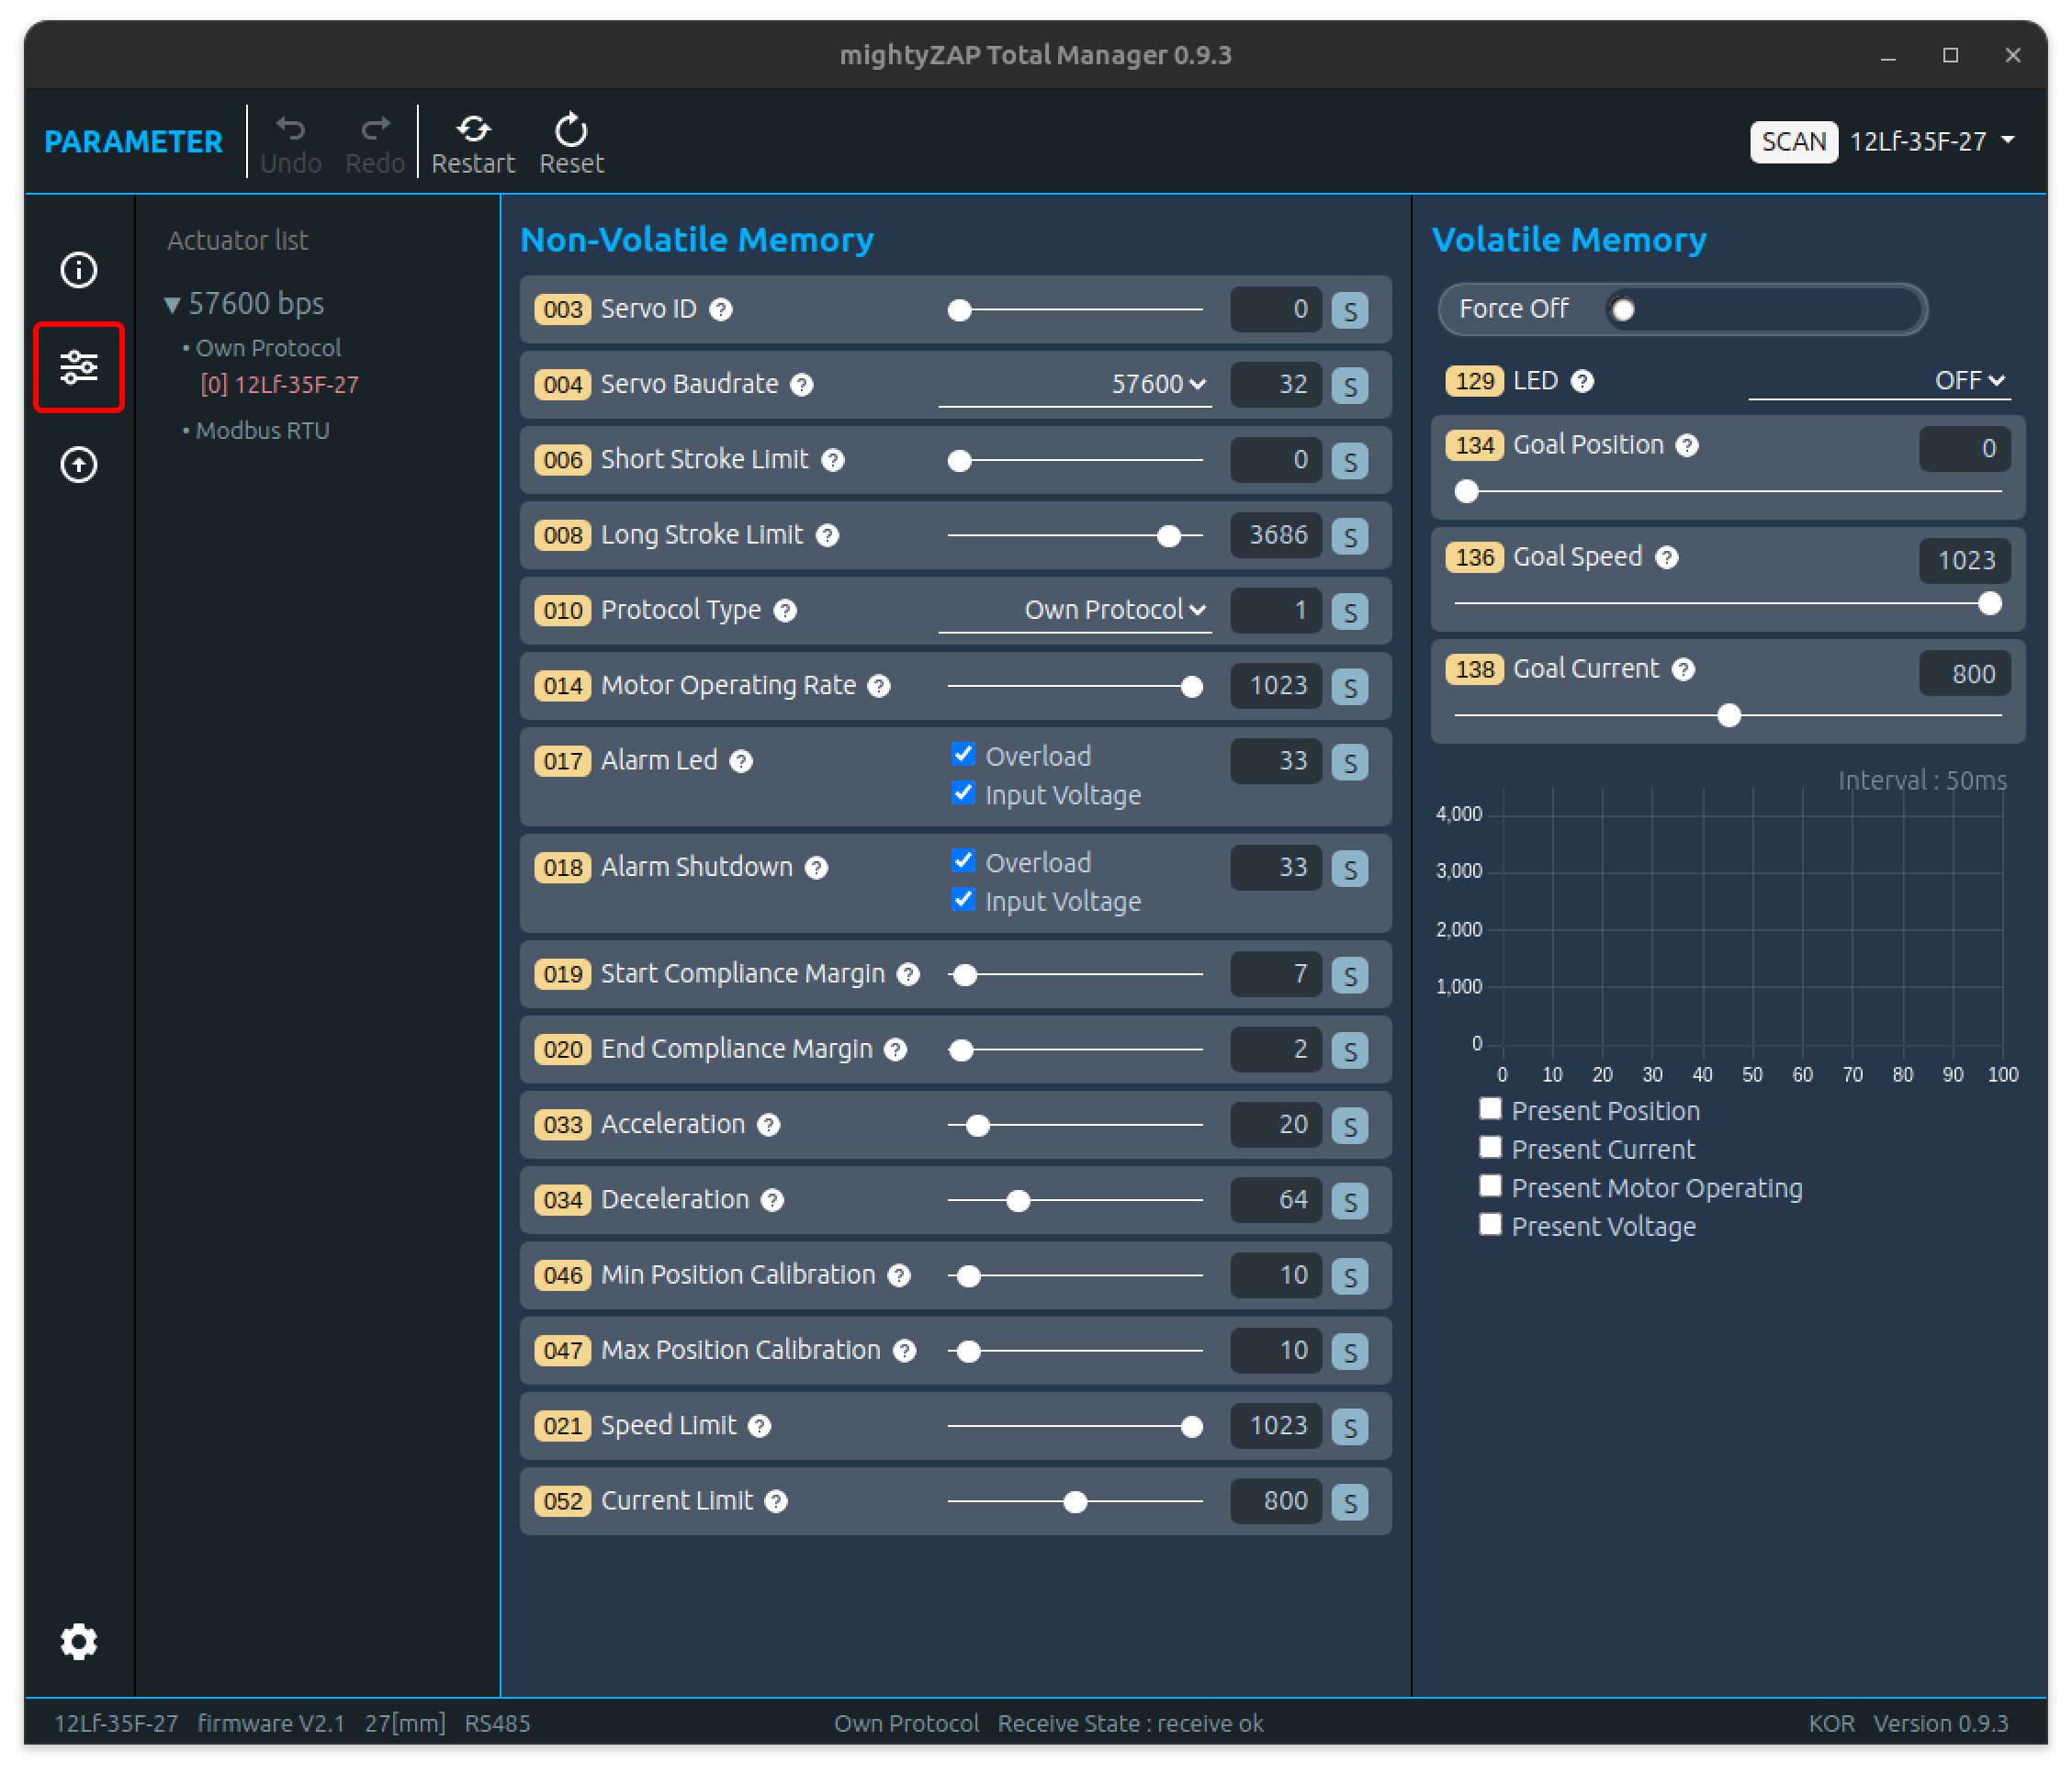 mightyZAP Total Manager 0.9.3
PARAMETER
Undo
Redo
Restart
Reset
SCAN
12Lf-35F-27
Actuator list
▼ 57600 bps
• Own Protocol
[0] 12Lf-35F-27
• Modbus RTU
Non-Volatile Memory
003 Servo ID ? 0 S
004 Servo Baudrate ? 57600 32 S
006 Short Stroke Limit ? 0 S
008 Long Stroke Limit ? 3686 S
010 Protocol Type ? Own Protocol 1 S
014 Motor Operating Rate ? 1023 S
017 Alarm Led ? Overload 33 S
Input Voltage
018 Alarm Shutdown ? Overload 33 S
Input Voltage
019 Start Compliance Margin ? 7 S
020 End Compliance Margin ? 2 S
033 Acceleration ? 20 S
034 Deceleration ? 64 S
046 Min Position Calibration ? 10 S
047 Max Position Calibration ? 10 S
021 Speed Limit ? 1023 S
052 Current Limit ? 800 S
Volatile Memory
Force Off
129 LED ? OFF
134 Goal Position ? 0
136 Goal Speed ? 1023
138 Goal Current ? 800
Interval : 50ms
4,000
3,000
2,000
1,000
0
0 10 20 30 40 50 60 70 80 90 100
Present Position
Present Current
Present Motor Operating
Present Voltage
12Lf-35F-27 firmware V2.1 27[mm] RS485
Own Protocol Receive State : receive ok
KOR Version 0.9.3